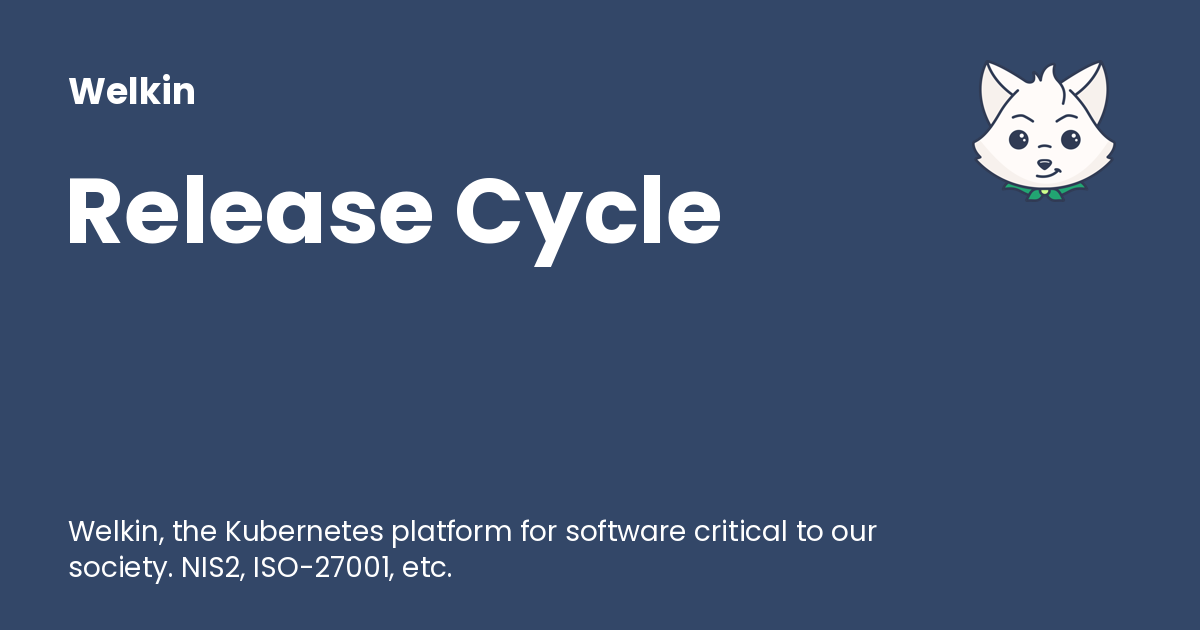 Welkin
Release Cycle
Welkin, the Kubernetes platform for software critical to our
society. NIS2, ISO-27001, etc.